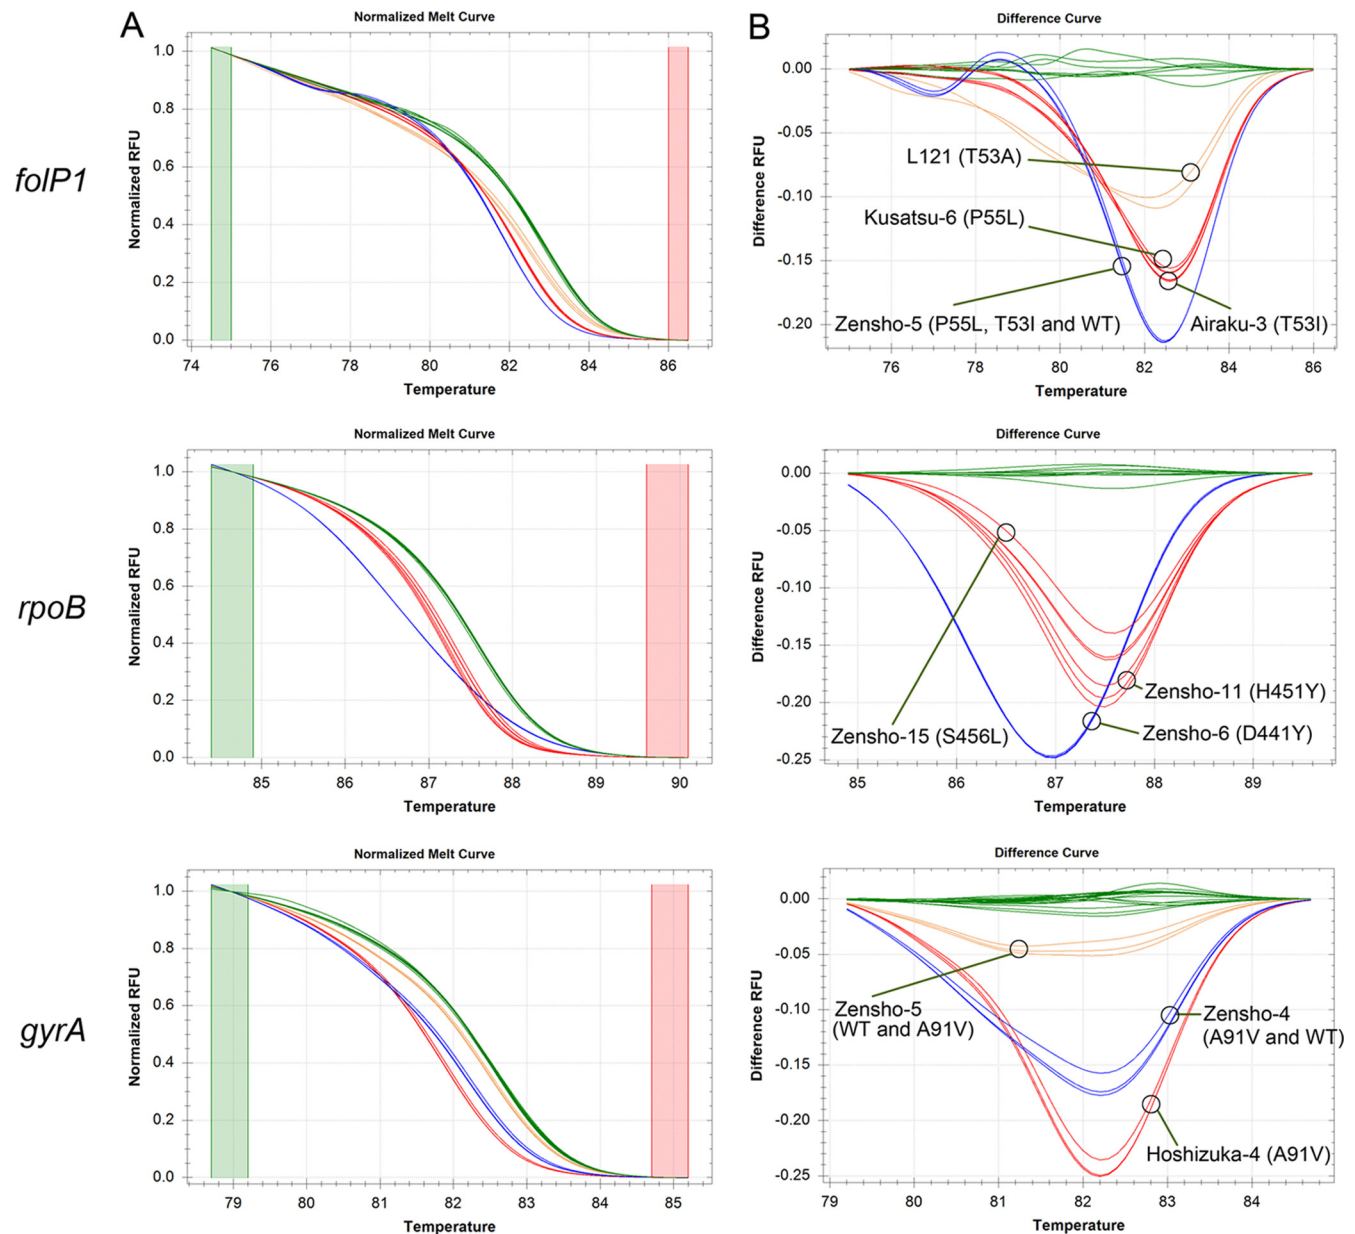 A
B
folP1
Normalized Melt Curve
Normalized RFU
1.0
0.8
0.6
0.4
0.2
0.0
74
76
78
80
82
84
86
Temperature
Difference Curve
Difference RFU
0.00
-0.05
-0.10
-0.15
-0.20
L121 (T53A)
Kusatsu-6 (P55L)
Zensho-5 (P55L, T53I and WT)
Airaku-3 (T53I)
76
78
80
82
84
86
Temperature
rpoB
Normalized Melt Curve
Normalized RFU
1.0
0.8
0.6
0.4
0.2
0.0
85
86
87
88
89
90
Temperature
Difference Curve
Difference RFU
0.00
-0.05
-0.10
-0.15
-0.20
-0.25
Zensho-11 (H451Y)
Zensho-15 (S456L)
Zensho-6 (D441Y)
85
86
87
88
89
Temperature
gyrA
Normalized Melt Curve
Normalized RFU
1.0
0.8
0.6
0.4
0.2
0.0
79
80
81
82
83
84
85
Temperature
Difference Curve
Difference RFU
0.00
-0.05
-0.10
-0.15
-0.20
-0.25
Zensho-5
(WT and A91V)
Zensho-4
(A91V and WT)
Hoshizuka-4 (A91V)
79
80
81
82
83
84
Temperature